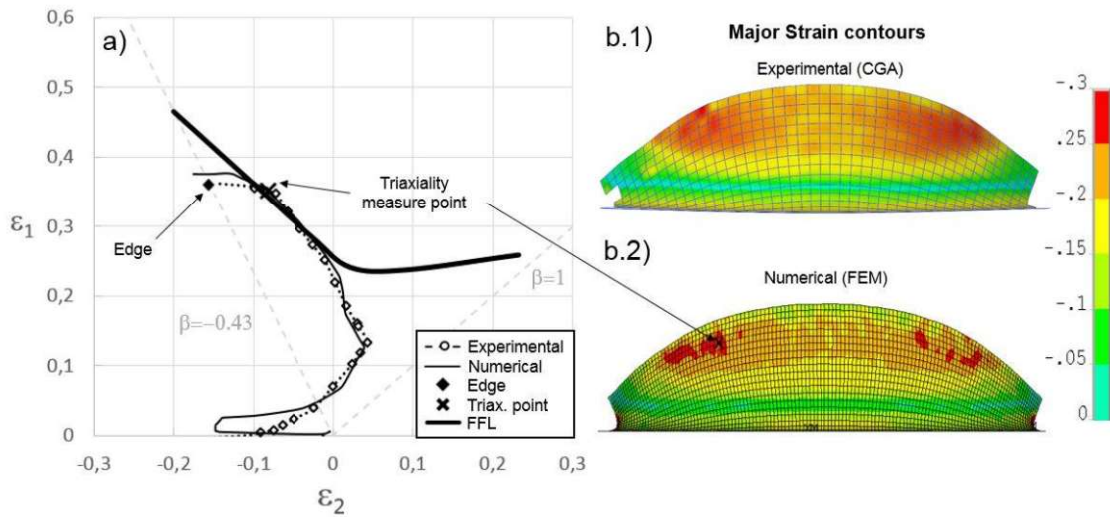 a)
0,6
0,5
0,4
0,3
0,2
0,1
0
ε1
-0,3
-0,2
-0,1
0
0,1
0,2
0,3
ε2
Triaxiality
measure point
Edge
β=1
β=-0.43
Experimental
Numerical
Edge
Triax. point
FFL
b.1)
Major Strain contours
Experimental (CGA)
b.2)
Numerical (FEM)
-.3
.25
-.2
-.15
-.1
-.05
0